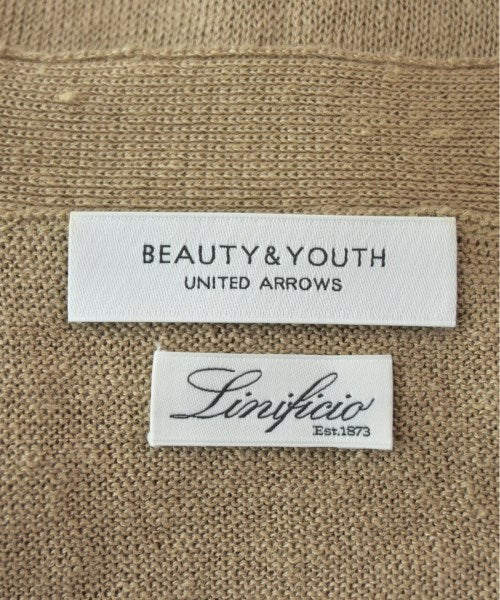 BEAUTY&YOUTH
UNITED ARROWS
Linificio
Est.1873